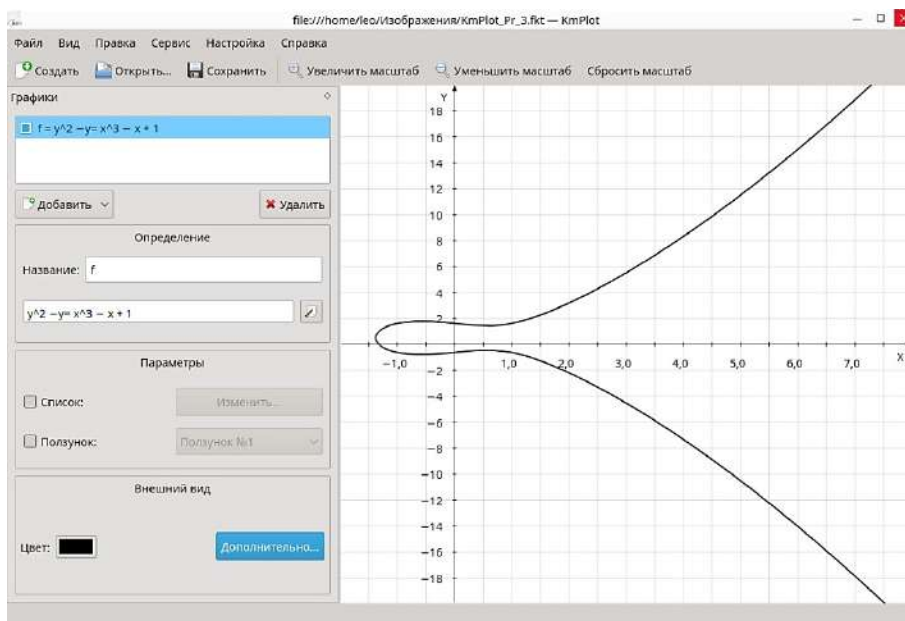 file:///home/leo/Изображения/KmPlot_Pr_3.fkt — KmPlot
Файл Вид Правка Сервис Настройка Справка
Создать Открыть... Сохранить Увеличить масштаб Уменьшить масштаб Сбросить масштаб
Графики
f = y^2 −y= x^3 − x + 1
Добавить Удалить
Определение
Название: f
y^2 −y= x^3 − x + 1
Параметры
Список: Изменить...
Ползунок: Ползунок №1
Внешний вид
Цвет: Дополнительно...
Y
18
16
14
12
10
8
6
4
2
−1,0 1,0 2,0 3,0 4,0 5,0 6,0 7,0 X
−2
−4
−6
−8
−10
−12
−14
−16
−18